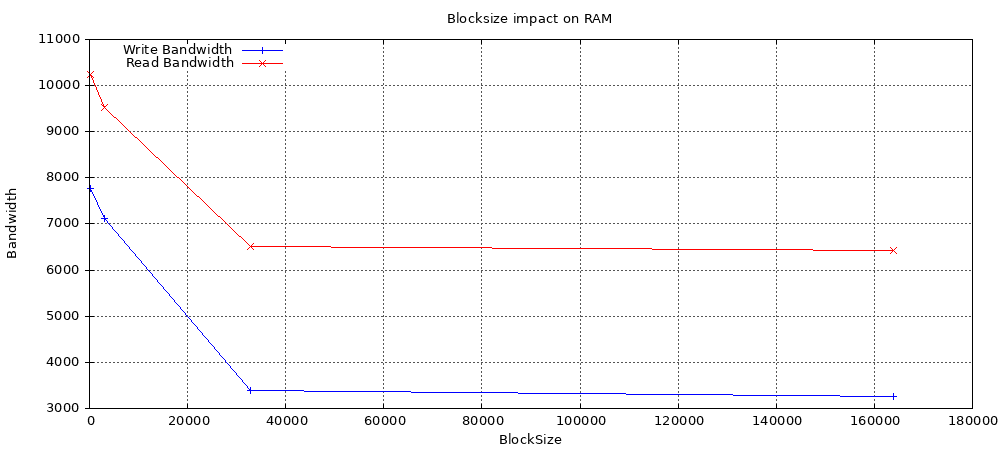 Blocksize impact on RAM
11000
Write Bandwidth
Read Bandwidth
10000
9000
8000
7000
6000
5000
4000
3000
Bandwidth
0 20000 40000 60000 80000 100000 120000 140000 160000 180000
BlockSize